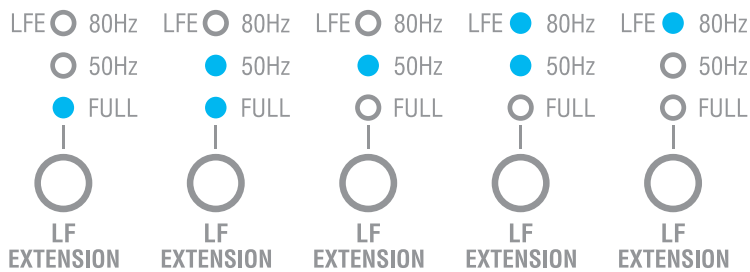 LFE 80Hz LFE 80Hz LFE 80Hz LFE 80Hz LFE 80Hz
50Hz 50Hz 50Hz 50Hz 50Hz
FULL FULL FULL FULL FULL
LF LF LF LF LF
EXTENSION EXTENSION EXTENSION EXTENSION EXTENSION